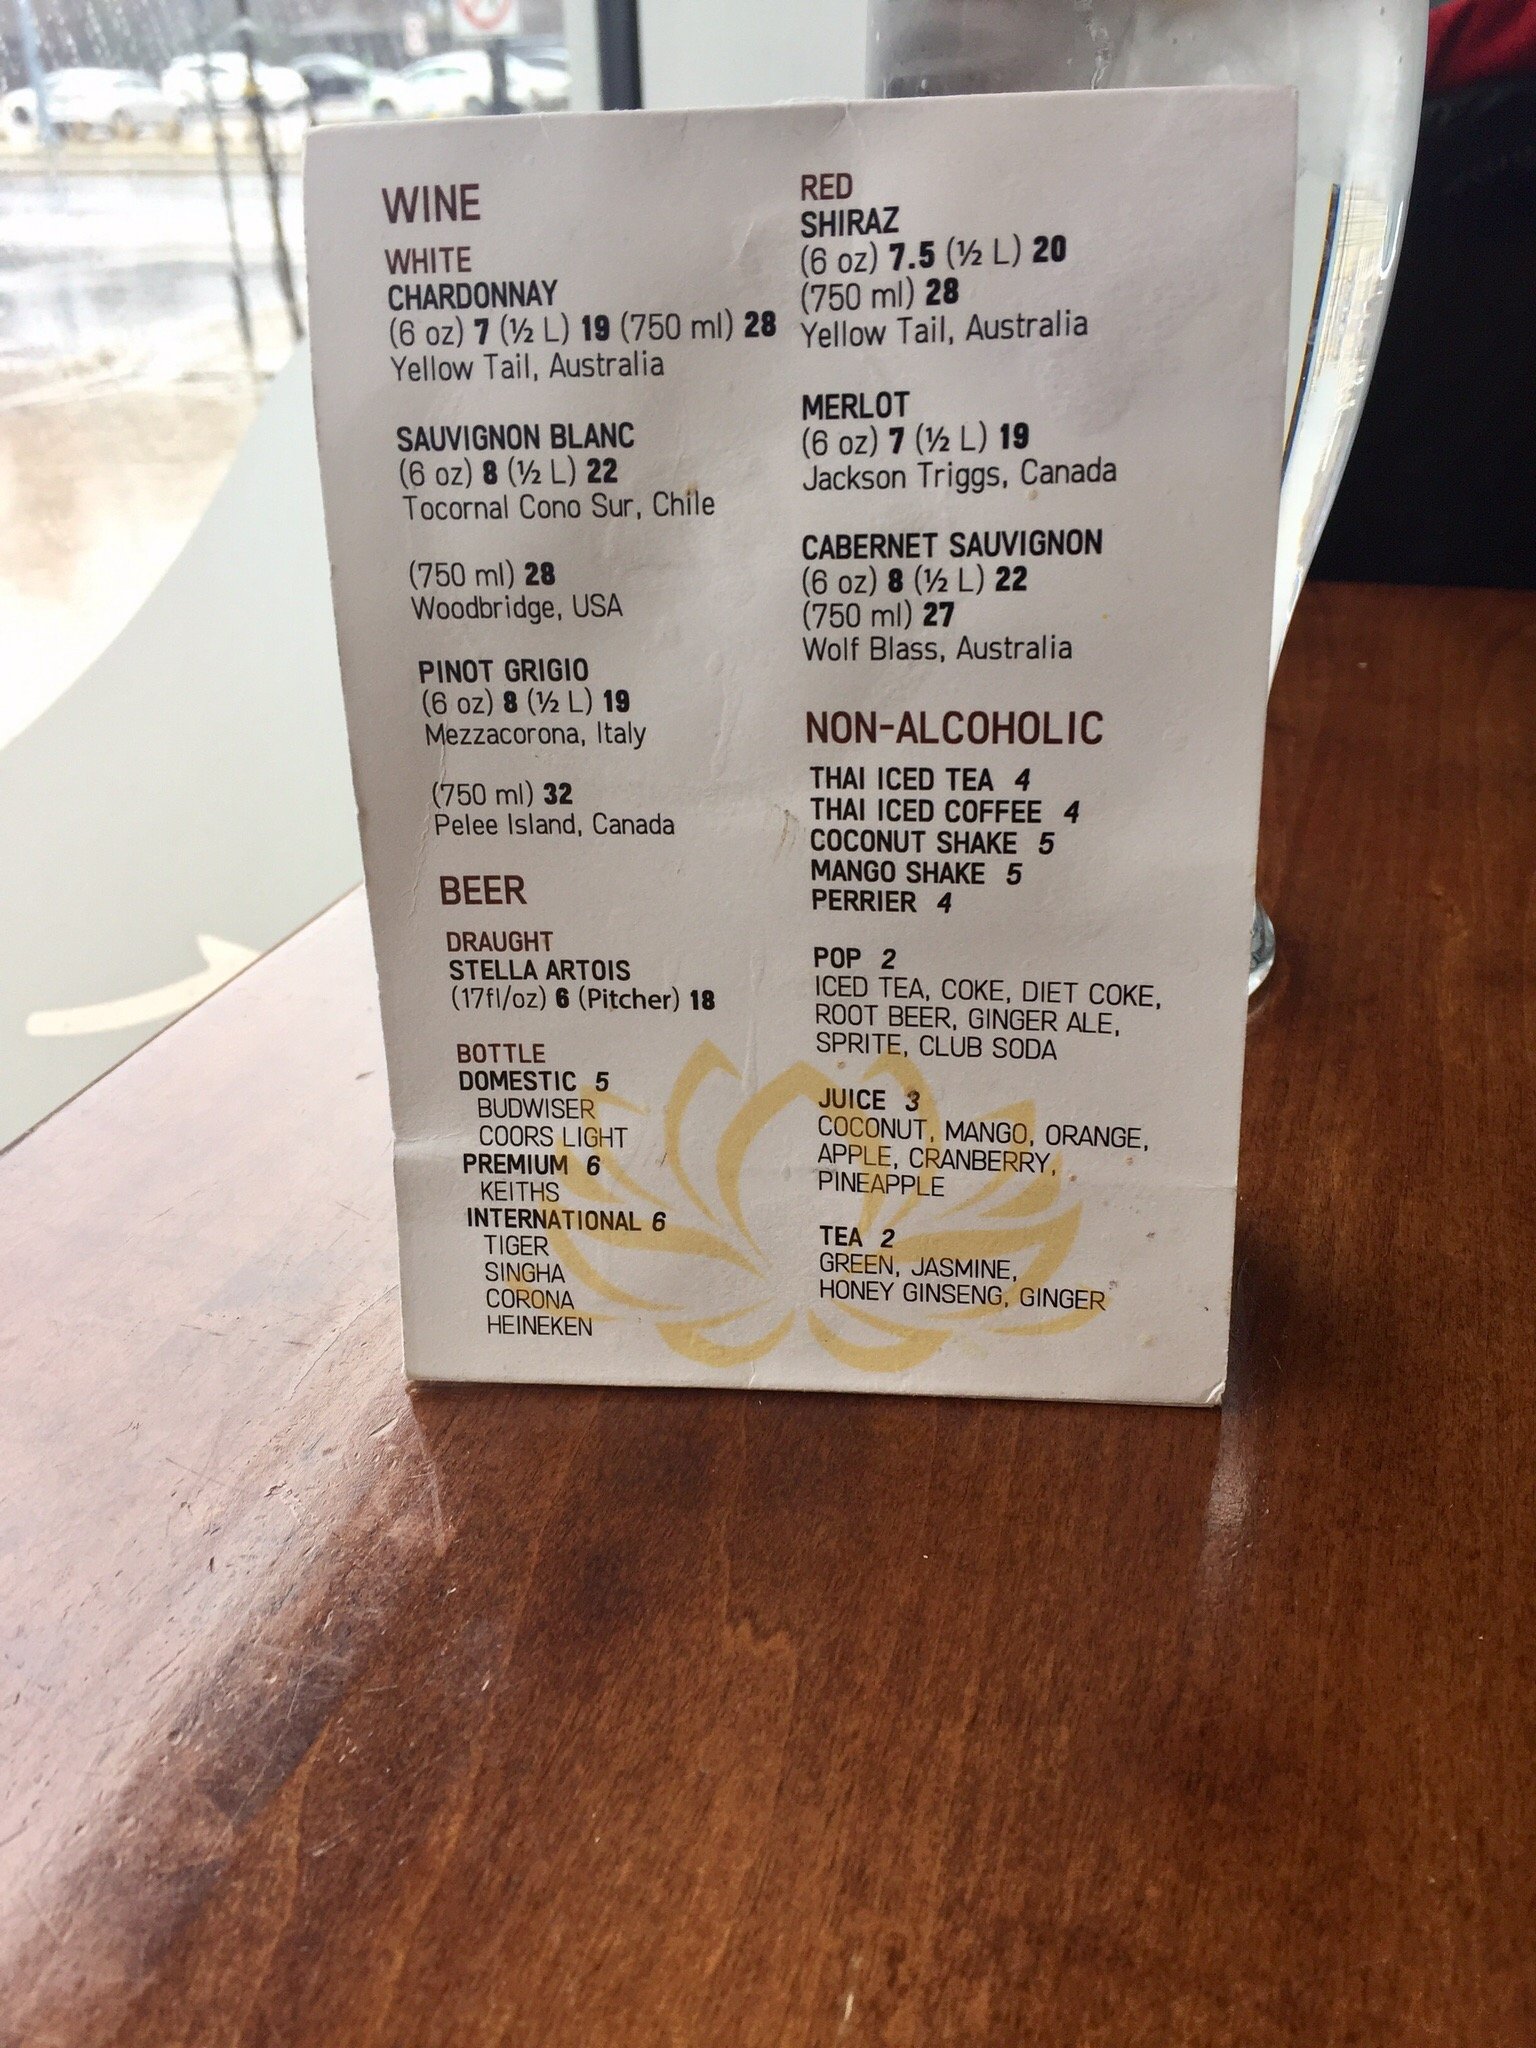 WINE
WHITE
CHARDONNAY
(6 oz) 7 (½ L) 19 (750 ml) 28
Yellow Tail, Australia
SAUVIGNON BLANC
(6 oz) 8 (½ L) 22
Tocornal Cono Sur, Chile
(750 ml) 28
Woodbridge, USA
PINOT GRIGIO
(6 oz) 8 (½ L) 19
Mezzacorona, Italy
(750 ml) 32
Pelee Island, Canada
BEER
DRAUGHT
STELLA ARTOIS
(17fl/oz) 6 (Pitcher) 18
BOTTLE
DOMESTIC 5
BUDWISER
COORS LIGHT
PREMIUM 6
KEITHS
INTERNATIONAL 6
TIGER
SINGHA
CORONA
HEINEKEN
RED
SHIRAZ
(6 oz) 7.5 (½ L) 20
(750 ml) 28
Yellow Tail, Australia
MERLOT
(6 oz) 7 (½ L) 19
Jackson Triggs, Canada
CABERNET SAUVIGNON
(6 oz) 8 (½ L) 22
(750 ml) 27
Wolf Blass, Australia
NON-ALCOHOLIC
THAI ICED TEA 4
THAI ICED COFFEE 4
COCONUT SHAKE 5
MANGO SHAKE 5
PERRIER 4
POP 2
ICED TEA, COKE, DIET COKE,
ROOT BEER, GINGER ALE,
SPRITE, CLUB SODA
JUICE 3
COCONUT, MANGO, ORANGE,
APPLE, CRANBERRY,
PINEAPPLE
TEA 2
GREEN, JASMINE,
HONEY GINSENG, GINGER